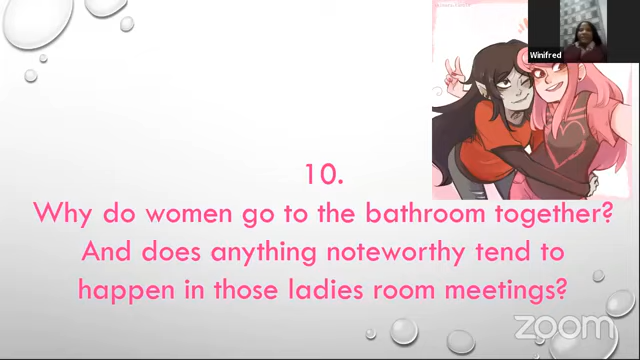 Winifred
10.
Why do women go to the bathroom together?
And does anything noteworthy tend to
happen in those ladies room meetings?
zoom